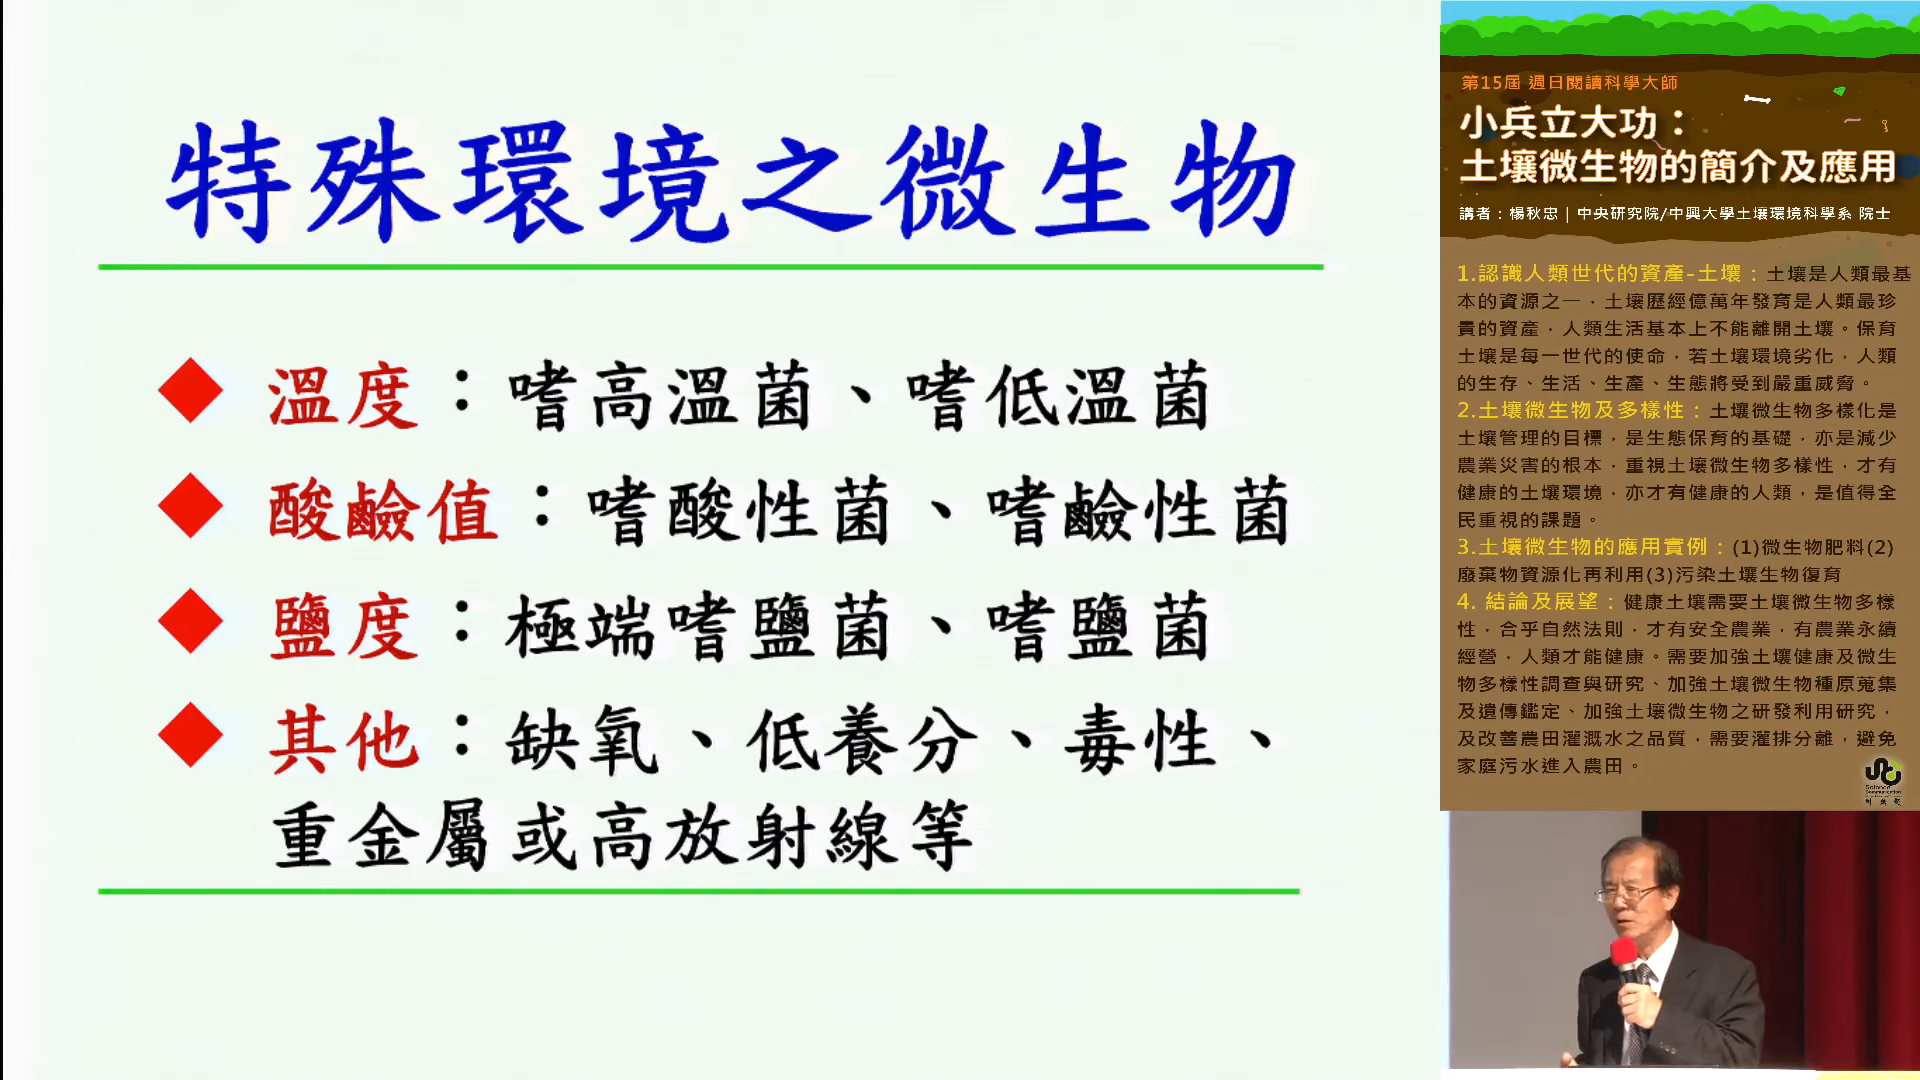 特殊環境之微生物
溫度：嗜高溫菌、嗜低溫菌
酸鹼值：嗜酸性菌、嗜鹼性菌
鹽度：極端嗜鹽菌、嗜鹽菌
其他：缺氧、低養分、毒性、
重金屬或高放射線等
第15屆 週日閱讀科學大師
小兵立大功：
土壤微生物的簡介及應用
講者：楊秋忠｜中央研究院/中興大學土壤環境科學系 院士
1.認識人類世代的資產-土壤：土壤是人類最基
本的資源之一，土壤歷經億萬年發育是人類最珍
貴的資產，人類生活基本上不能離開土壤。保育
土壤是每一世代的使命，若土壤環境劣化，人類
的生存、生活、生產、生態將受到嚴重威脅。
2.土壤微生物及多樣性：土壤微生物多樣化是
土壤管理的目標，是生態保育的基礎，亦是減少
農業災害的根本，重視土壤微生物多樣性，才有
健康的土壤環境，亦才有健康的人類，是值得全
民重視的課題。
3.土壤微生物的應用實例：(1)微生物肥料(2)
廢棄物資源化再利用(3)污染土壤生物復育
4. 結論及展望：健康土壤需要土壤微生物多樣
性，合乎自然法則，才有安全農業，有農業永續
經營，人類才能健康。需要加強土壤健康及微生
物多樣性調查與研究、加強土壤微生物種原蒐集
及遺傳鑑定、加強土壤微生物之研發利用研究，
及改善農田灌溉水之品質，需要灌排分離，避免
家庭污水進入農田。
Science
Communication